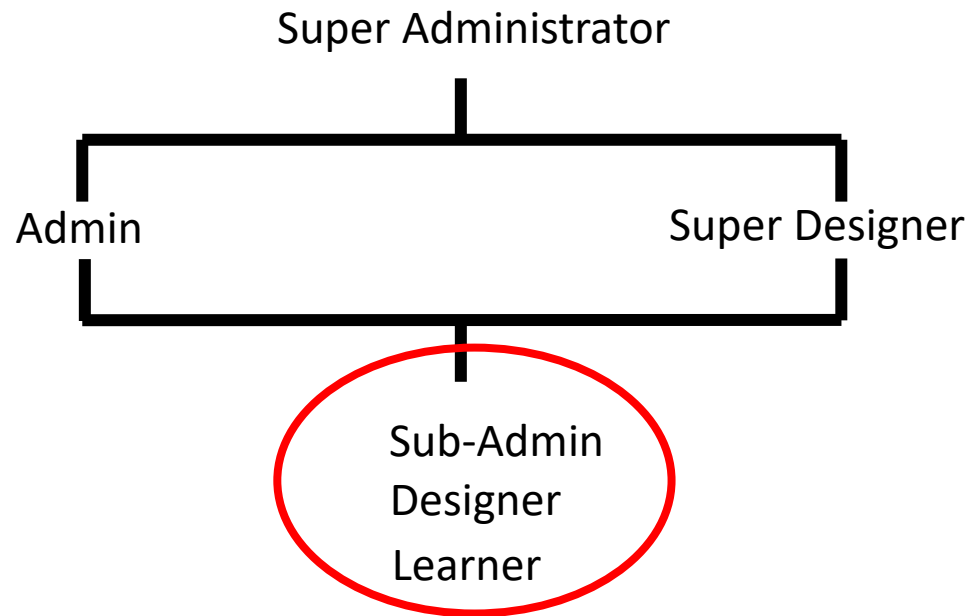 Super Administrator
Admin
Super Designer
Sub-Admin
Designer
Learner